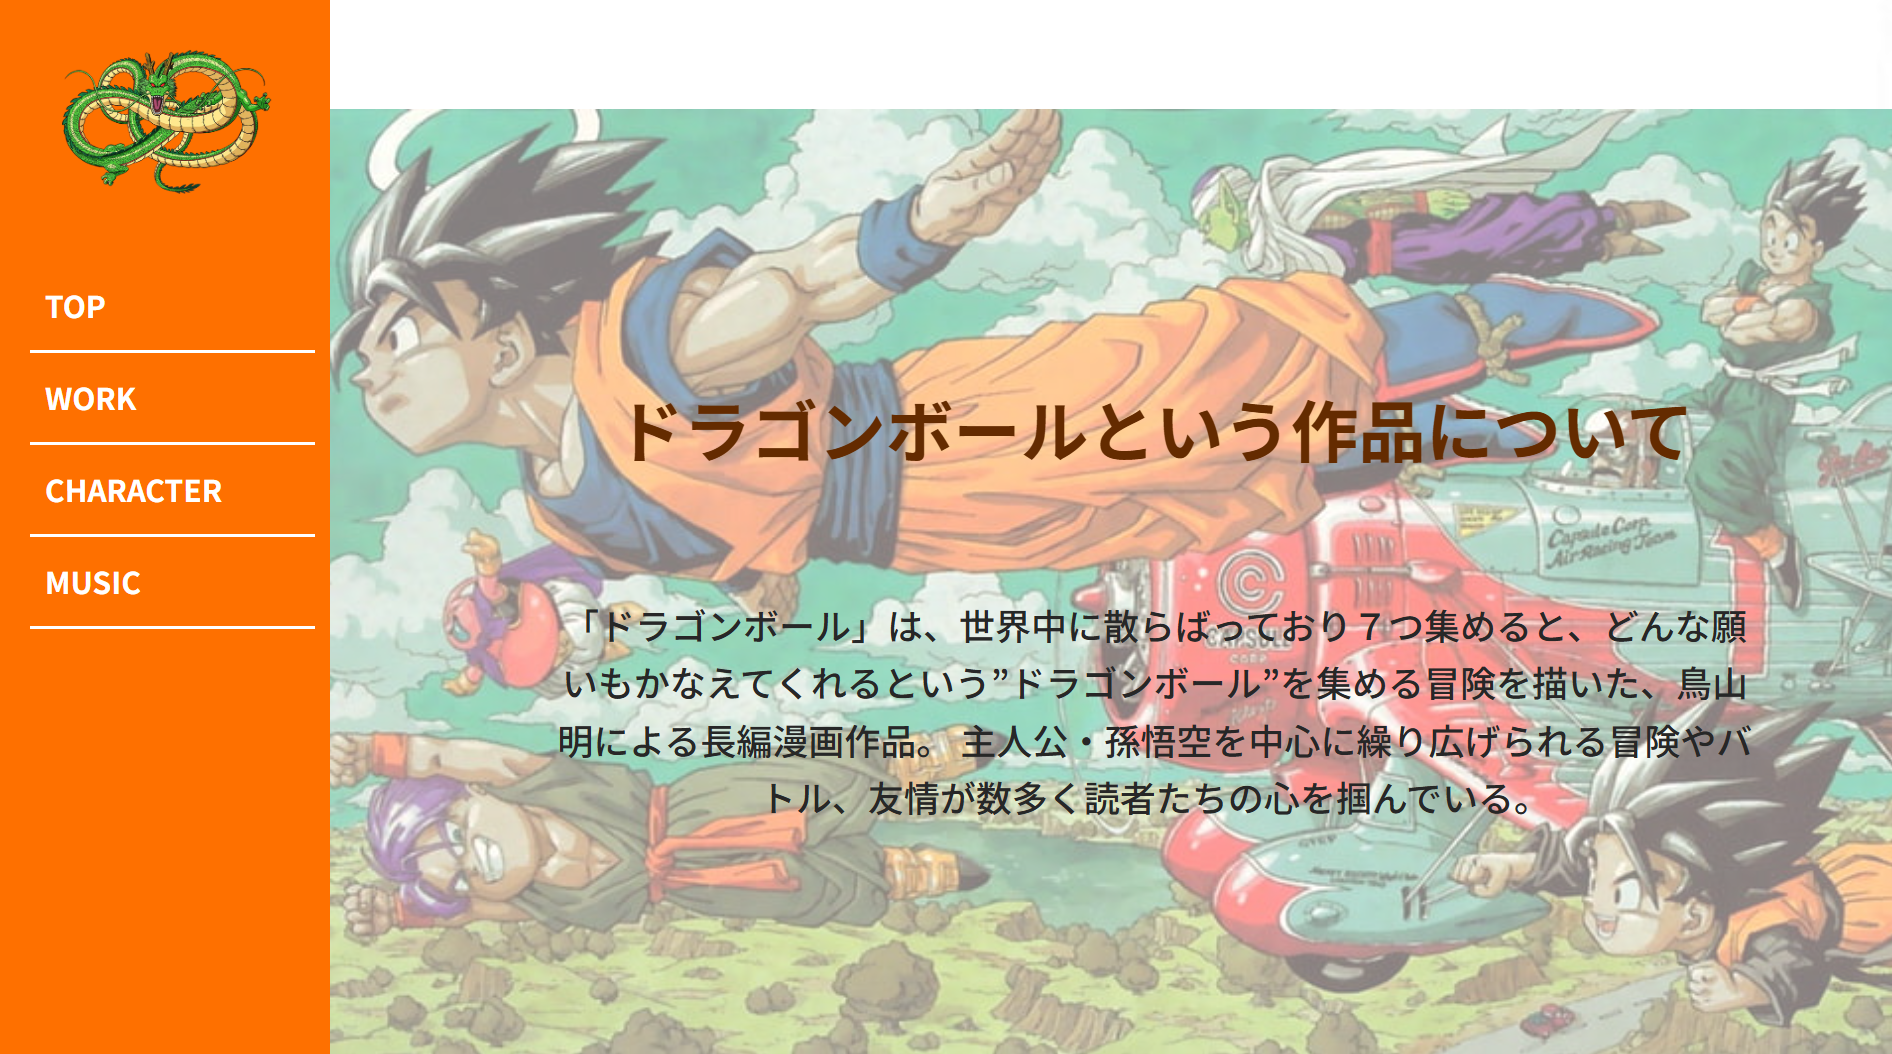 TOP
WORK
CHARACTER
MUSIC
ドラゴンボールという作品について
「ドラゴンボール」は、世界中に散らばっており７つ集めると、どんな願
いもかなえてくれるという”ドラゴンボール”を集める冒険を描いた、鳥山
明による長編漫画作品。 主人公・孫悟空を中心に繰り広げられる冒険やバ
トル、友情が数多く読者たちの心を掴んでいる。
Capsule Corp.
Air Racing Team
CAPSULE
CORP